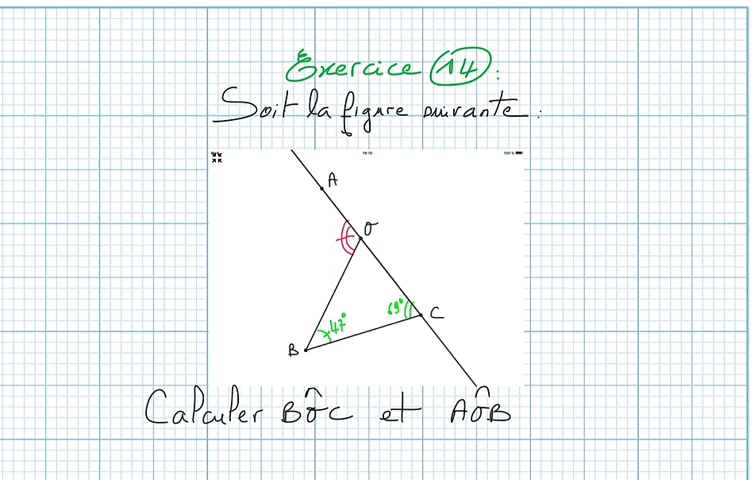 Exercice 14 :
Soit la figure suivante :
A
O
69° C
47°
B
Calculer BÔC et AÔB